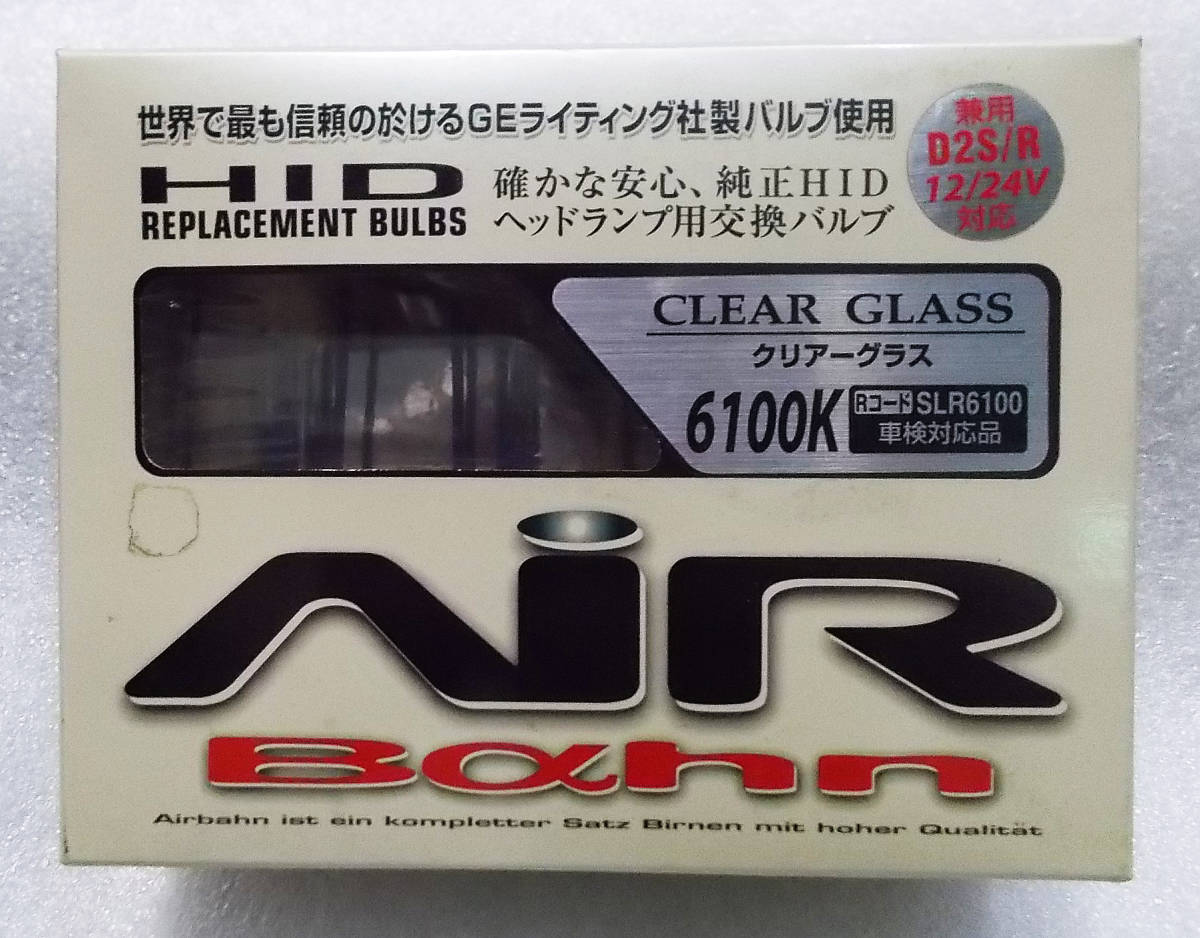 世界で最も信頼の於けるGEライティング社製バルブ使用
兼用
D2S/R
12/24V
対応
HID
REPLACEMENT BULBS
確かな安心、純正HID
ヘッドランプ用交換バルブ
CLEAR GLASS
クリアーグラス
6100K
Rコード SLR6100
車検対応品
AiR
Bahn
Airbahn ist ein kompletter Satz Birnen mit hoher Qualität